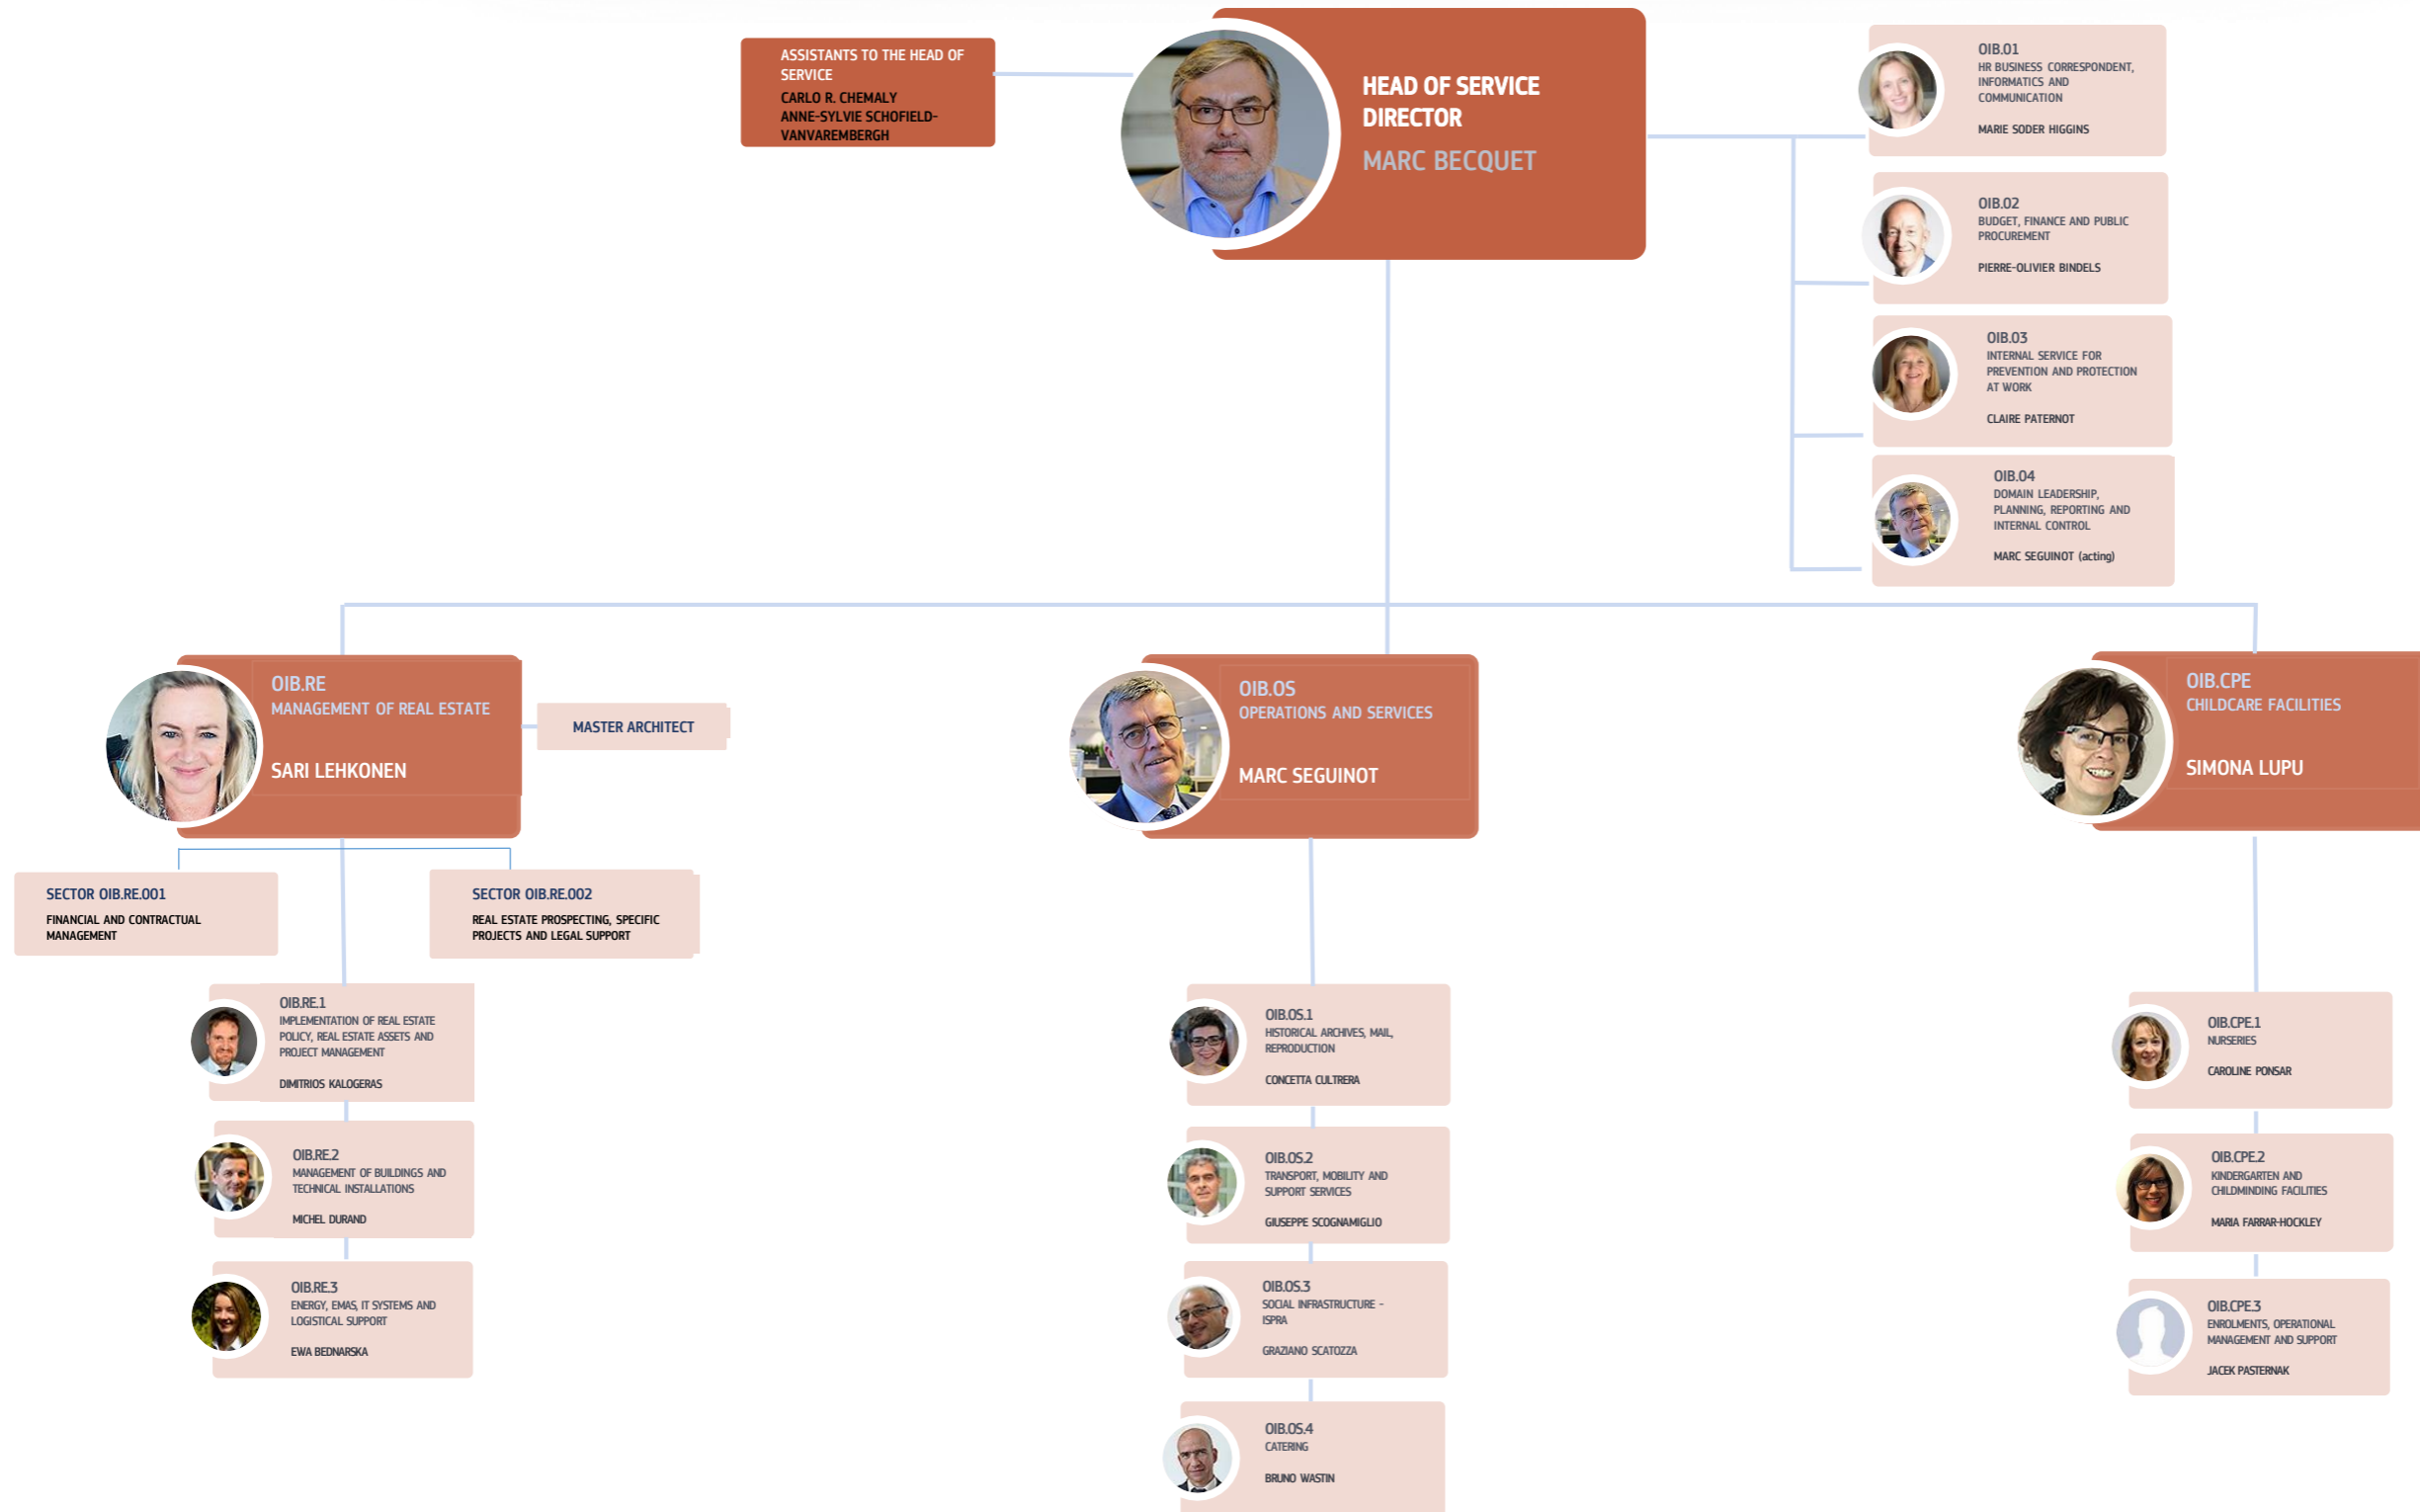 ASSISTANTS TO THE HEAD OF
SERVICE
CARLO R. CHEMALY
ANNE-SYLVIE SCHOFIELD-
VANVAREMBERGH
HEAD OF SERVICE
DIRECTOR
MARC BECQUET
OIB.01
HR BUSINESS CORRESPONDENT,
INFORMATICS AND
COMMUNICATION
MARIE SODER HIGGINS
OIB.02
BUDGET, FINANCE AND PUBLIC
PROCUREMENT
PIERRE-OLIVIER BINDELS
OIB.03
INTERNAL SERVICE FOR
PREVENTION AND PROTECTION
AT WORK
CLAIRE PATERNOT
OIB.04
DOMAIN LEADERSHIP,
PLANNING, REPORTING AND
INTERNAL CONTROL
MARC SEGUINOT (acting)
OIB.RE
MANAGEMENT OF REAL ESTATE
SARI LEHKONEN
MASTER ARCHITECT
OIB.OS
OPERATIONS AND SERVICES
MARC SEGUINOT
OIB.CPE
CHILDCARE FACILITIES
SIMONA LUPU
SECTOR OIB.RE.001
FINANCIAL AND CONTRACTUAL
MANAGEMENT
SECTOR OIB.RE.002
REAL ESTATE PROSPECTING, SPECIFIC
PROJECTS AND LEGAL SUPPORT
OIB.RE.1
IMPLEMENTATION OF REAL ESTATE
POLICY, REAL ESTATE ASSETS AND
PROJECT MANAGEMENT
DIMITRIOS KALOGERAS
OIB.RE.2
MANAGEMENT OF BUILDINGS AND
TECHNICAL INSTALLATIONS
MICHEL DURAND
OIB.RE.3
ENERGY, EMAS, IT SYSTEMS AND
LOGISTICAL SUPPORT
EWA BEDNARSKA
OIB.OS.1
HISTORICAL ARCHIVES, MAIL,
REPRODUCTION
CONCETTA CULTRERA
OIB.OS.2
TRANSPORT, MOBILITY AND
SUPPORT SERVICES
GIUSEPPE SCOGNAMIGLIO
OIB.OS.3
SOCIAL INFRASTRUCTURE -
ISPRA
GRAZIANO SCATOZZA
OIB.OS.4
CATERING
BRUNO WASTIN
OIB.CPE.1
NURSERIES
CAROLINE PONSAR
OIB.CPE.2
KINDERGARTEN AND
CHILDMINDING FACILITIES
MARIA FARRAR-HOCKLEY
OIB.CPE.3
ENROLMENTS, OPERATIONAL
MANAGEMENT AND SUPPORT
JACEK PASTERNAK